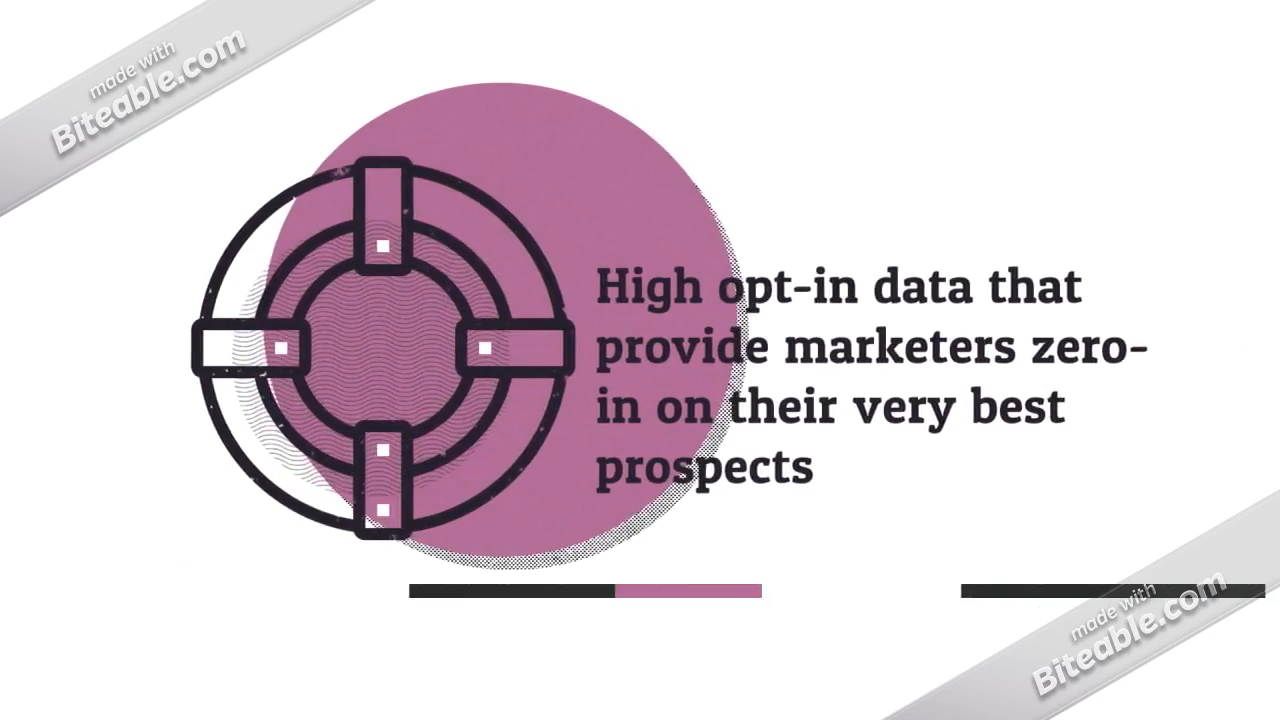 made with
Biteable.com
High opt-in data that
provide marketers zero-
in on their very best
prospects
made with
Biteable.com